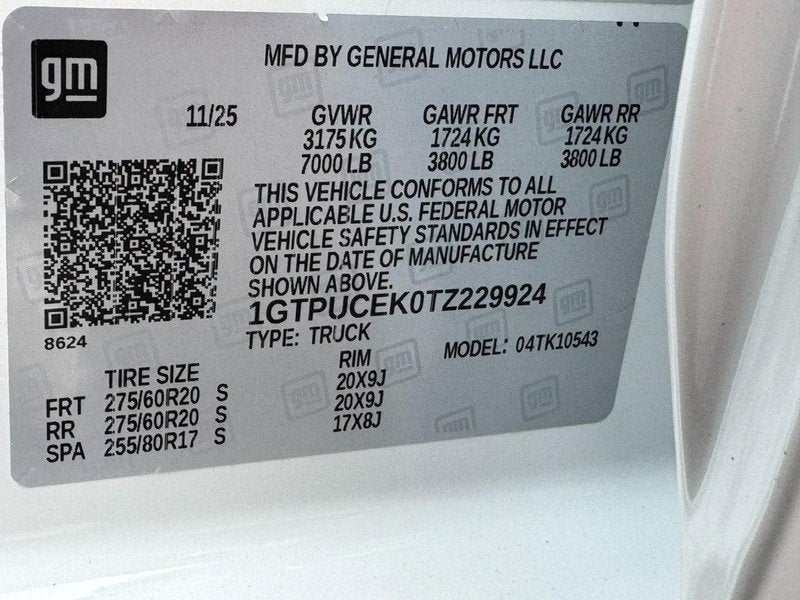 gm
MFD BY GENERAL MOTORS LLC
11/25 GVWR GAWR FRT GAWR RR
3175 KG 1724 KG 1724 KG
7000 LB 3800 LB 3800 LB
THIS VEHICLE CONFORMS TO ALL
APPLICABLE U.S. FEDERAL MOTOR
VEHICLE SAFETY STANDARDS IN EFFECT
ON THE DATE OF MANUFACTURE
SHOWN ABOVE.
1GTPUCEK0TZ229924
8624
TYPE: TRUCK MODEL: 04TK10543
TIRE SIZE RIM
FRT 275/60R20 S 20X9J
RR 275/60R20 S 20X9J
SPA 255/80R17 S 17X8J